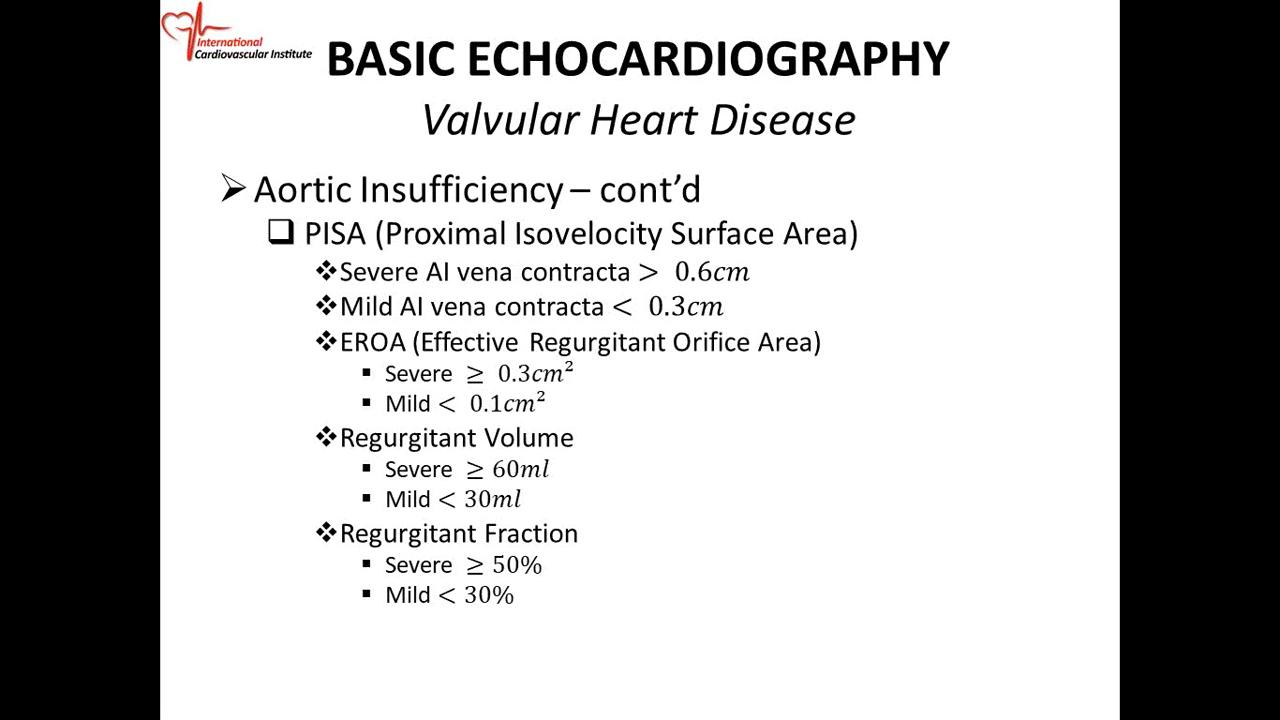 International
Cardiovascular Institute
BASIC ECHOCARDIOGRAPHY
Valvular Heart Disease
Aortic Insufficiency – cont’d
PISA (Proximal Isovelocity Surface Area)
Severe AI vena contracta > 0.6cm
Mild AI vena contracta < 0.3cm
EROA (Effective Regurgitant Orifice Area)
Severe ≥ 0.3cm²
Mild < 0.1cm²
Regurgitant Volume
Severe ≥ 60ml
Mild < 30ml
Regurgitant Fraction
Severe ≥ 50%
Mild < 30%